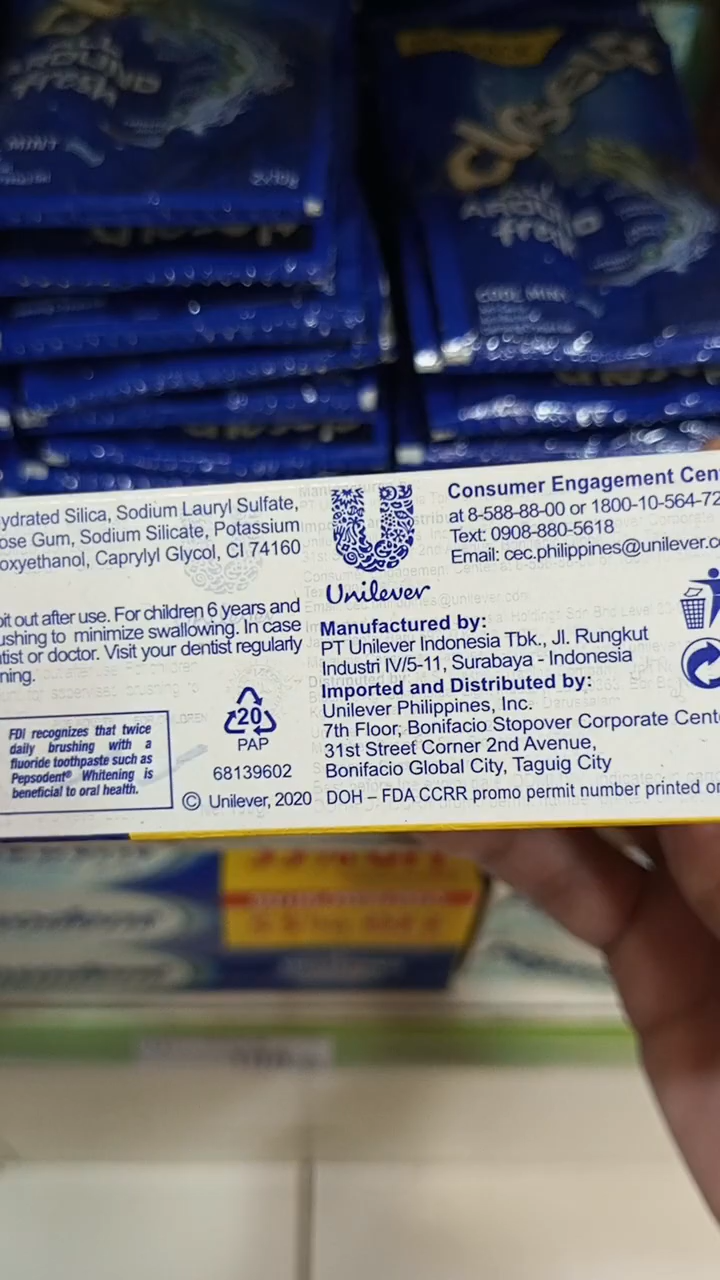 AROUND
fresh
closeup
ALL
AROUND
fresh
COOL MINT
ydrated Silica, Sodium Lauryl Sulfate,
ose Gum, Sodium Silicate, Potassium
oxyethanol, Caprylyl Glycol, CI 74160
it out after use. For children 6 years and
ushing to minimize swallowing. In case
tist or doctor. Visit your dentist regularly
ning.
FDI recognizes that twice
daily brushing with a
fluoride toothpaste such as
Pepsodent® Whitening is
beneficial to oral health.
20
PAP
68139602
© Unilever, 2020
Unilever
Consumer Engagement Cen
at 8-588-88-00 or 1800-10-564-72
Text: 0908-880-5618
Email: cec.philippines@unilever.c
Manufactured by:
PT Unilever Indonesia Tbk., Jl. Rungkut
Industri IV/5-11, Surabaya - Indonesia
Imported and Distributed by:
Unilever Philippines, Inc.
7th Floor, Bonifacio Stopover Corporate Cent
31st Street Corner 2nd Avenue,
Bonifacio Global City, Taguig City
DOH – FDA CCRR promo permit number printed o